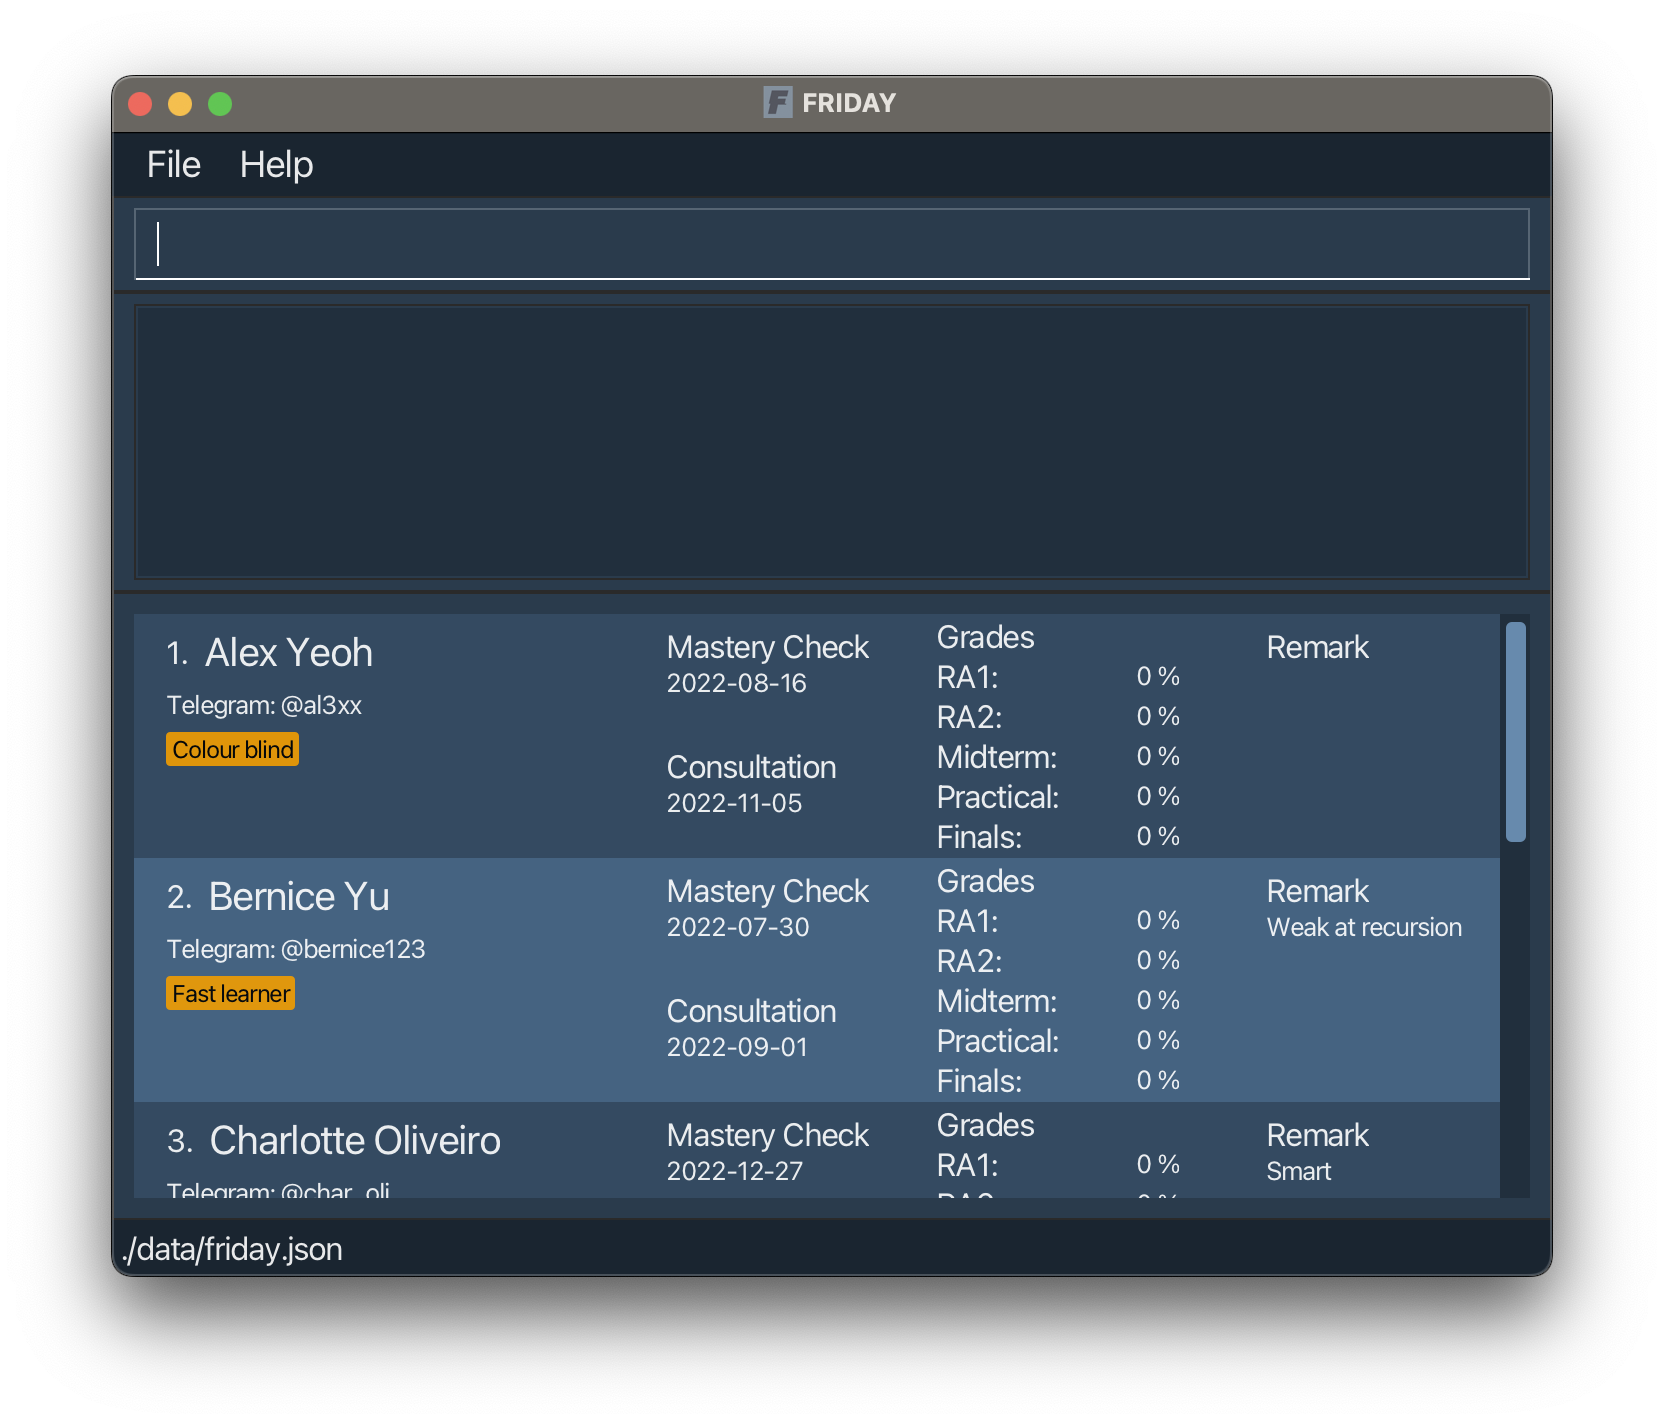 FRIDAY
File Help
1. Alex Yeoh
Telegram: @al3xx
Colour blind
Mastery Check
2022-08-16
Consultation
2022-11-05
Grades
RA1: 0 %
RA2: 0 %
Midterm: 0 %
Practical: 0 %
Finals: 0 %
Remark
2. Bernice Yu
Telegram: @bernice123
Fast learner
Mastery Check
2022-07-30
Consultation
2022-09-01
Grades
RA1: 0 %
RA2: 0 %
Midterm: 0 %
Practical: 0 %
Finals: 0 %
Remark
Weak at recursion
3. Charlotte Oliveiro
Telegram: @char_oli
Mastery Check
2022-12-27
Grades
RA1: 0 %
Remark
Smart
./data/friday.json